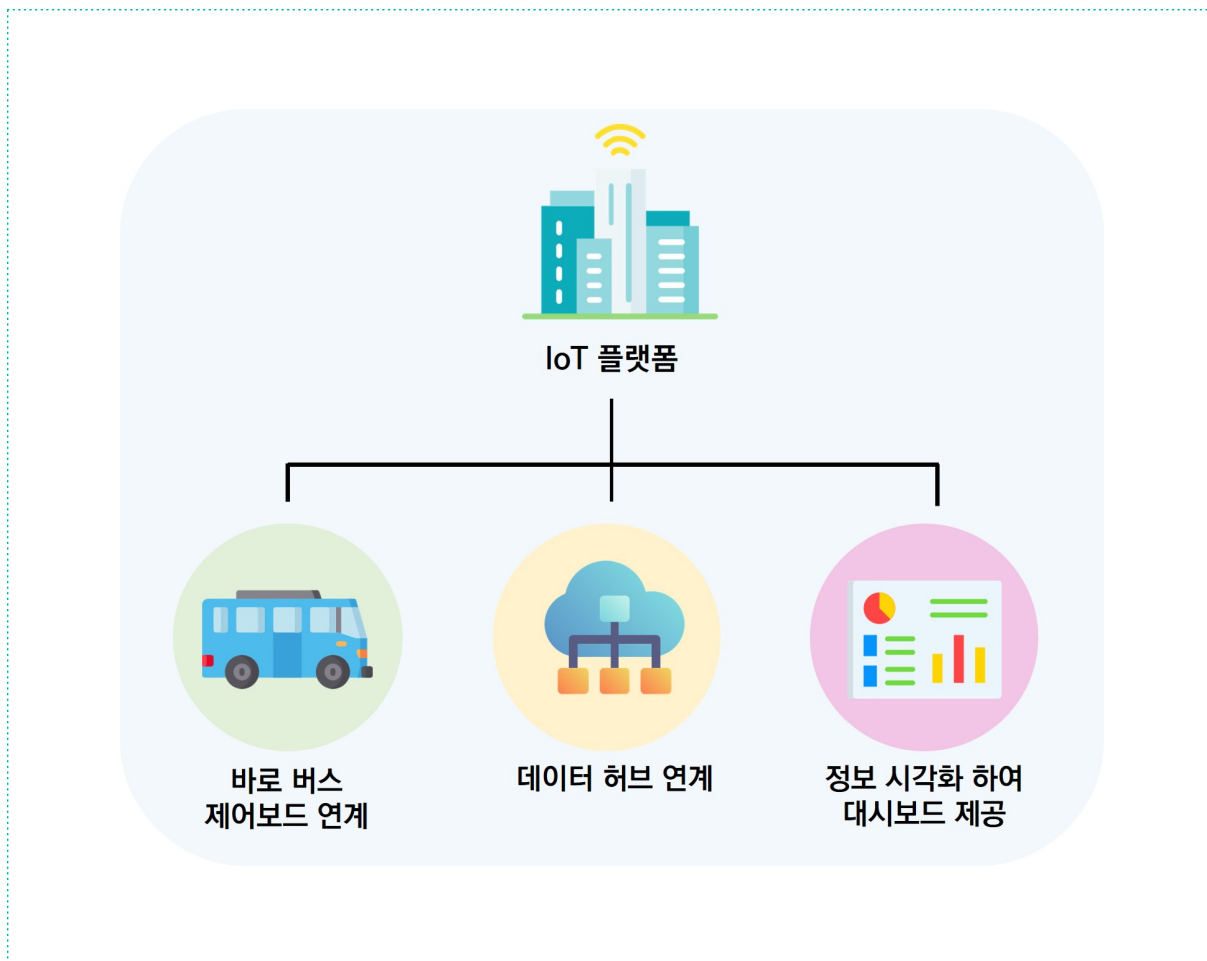 IoT 플랫폼
바로 버스
제어보드 연계
데이터 허브 연계
정보 시각화 하여
대시보드 제공